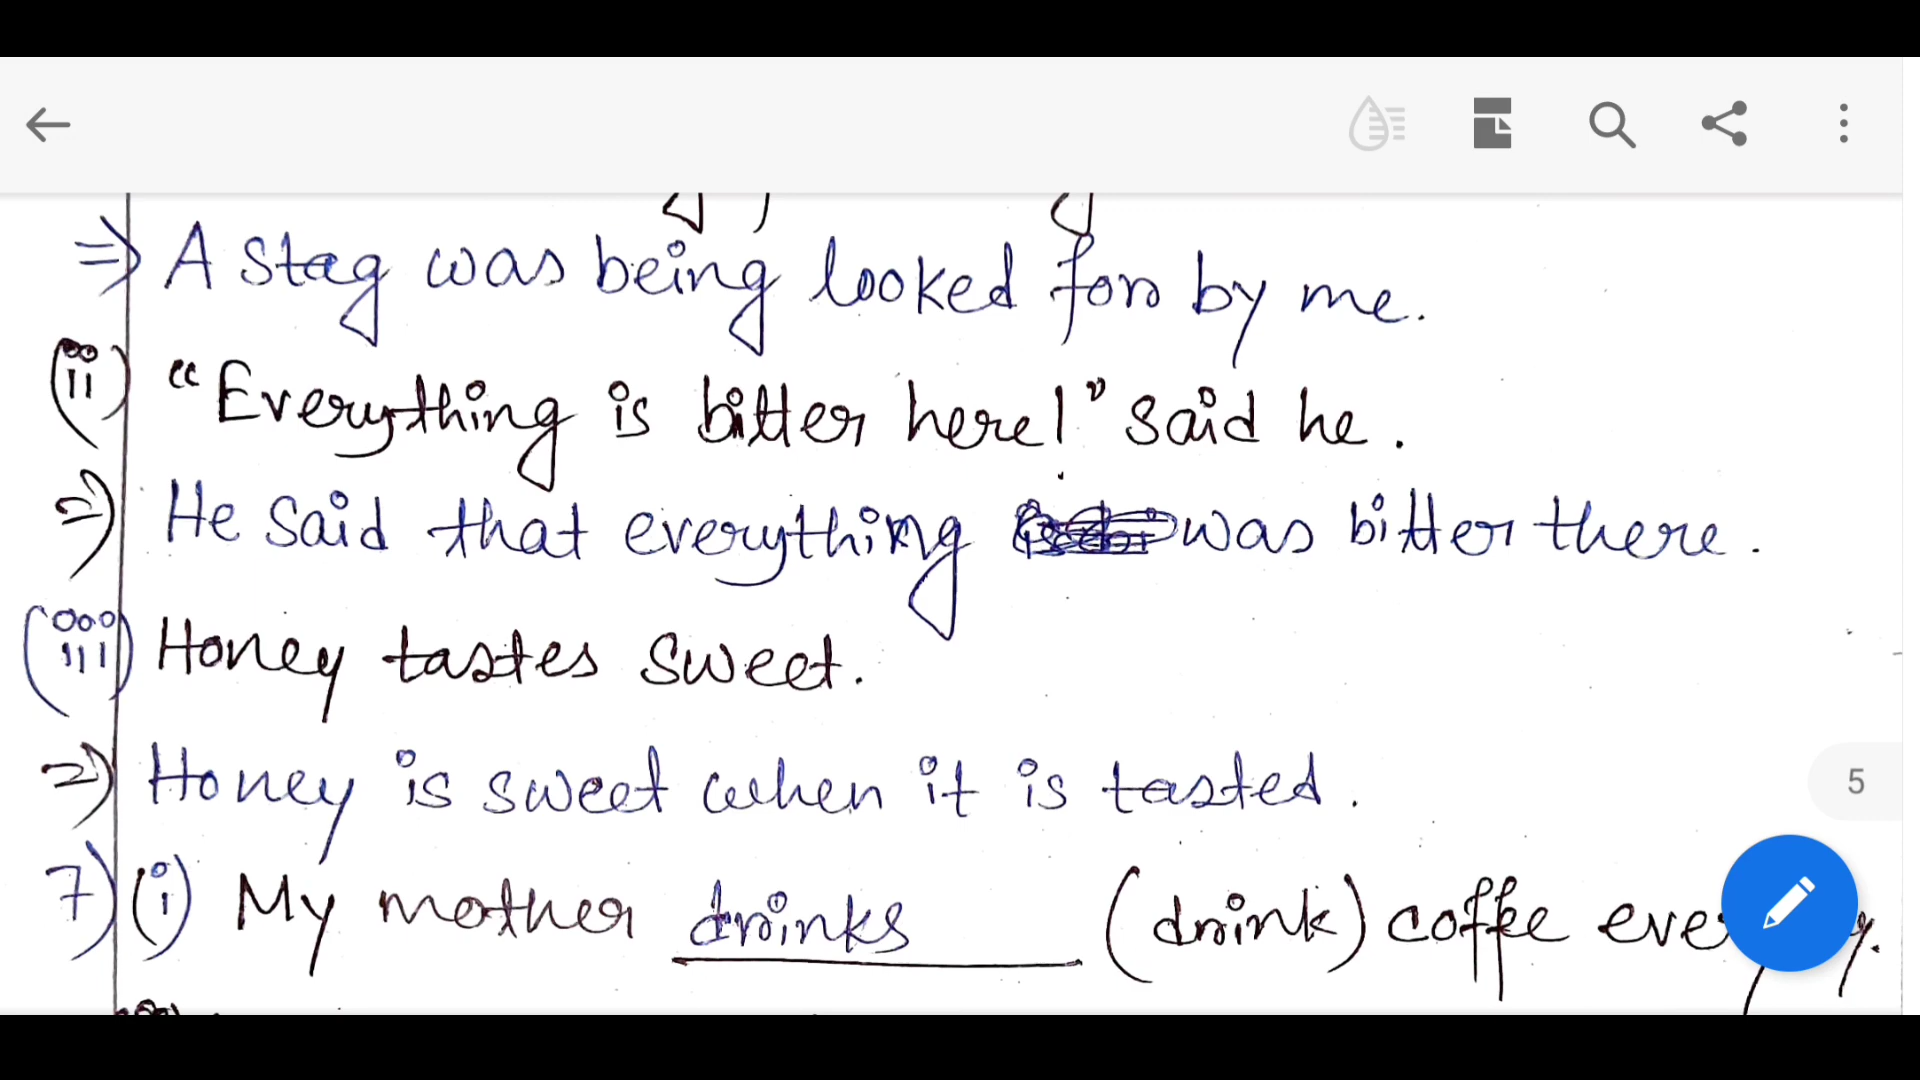 ⇒ A stag was being looked for by me.
(ii) “Everything is bitter here!” said he.
⇒ He said that everything was bitter there.
(iii) Honey tastes sweet.
⇒ Honey is sweet when it is tasted.
5
7) (i) My mother drinks (drink) coffee